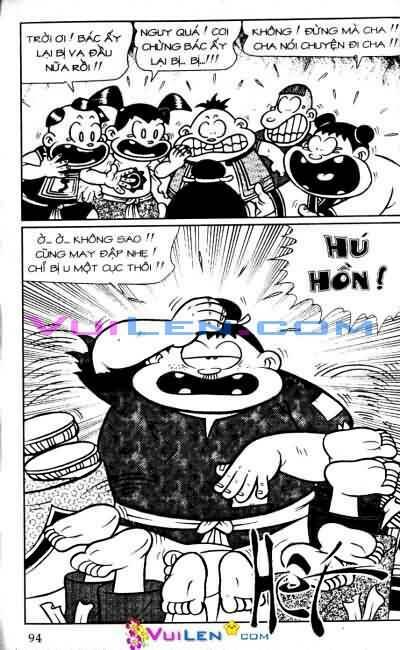 TRỜI ƠI ! BÁC ẤY
LẠI BỊ VA ĐẦU
NỮA RỒI !!
NGUY QUÁ ! COI
CHỪNG BÁC ẤY
LẠI BỊ... BỊ...!!!
KHÔNG ! ĐỪNG MÀ CHA !!
CHA NÓI CHUYỆN ĐI CHA !!
Ờ... Ờ... KHÔNG SAO !!
CŨNG MAY ĐẬP NHẸ !
CHỈ BỊ U MỘT CỤC THÔI !!
HÚ
HỒN !
VUILEN.COM
94
VUILEN.COM